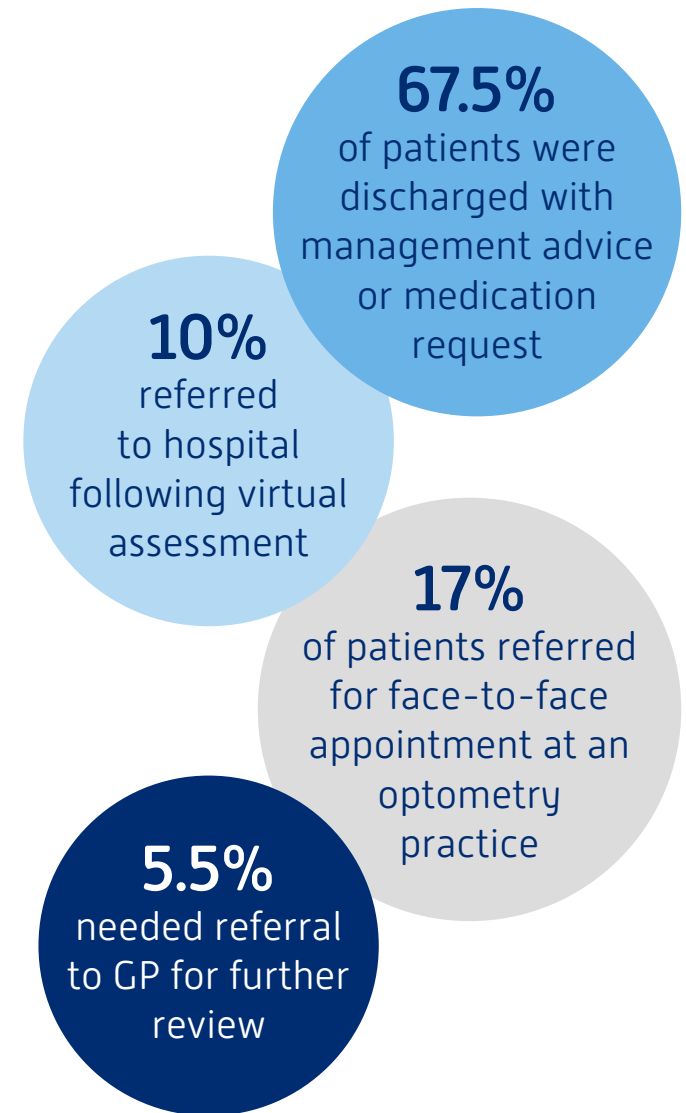 67.5%
of patients were
discharged with
management advice
or medication
request
10%
referred
to hospital
following virtual
assessment
17%
of patients referred
for face-to-face
appointment at an
optometry
practice
5.5%
needed referral
to GP for further
review